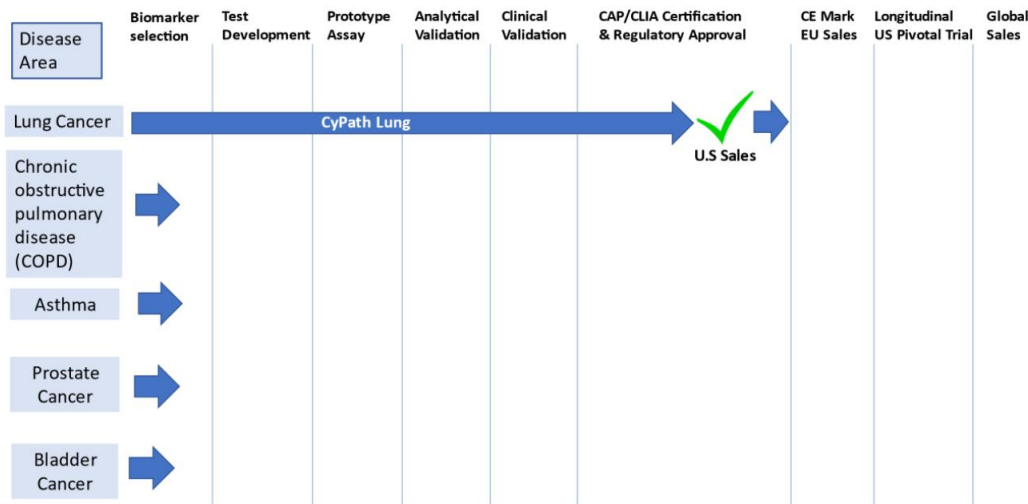 Disease
Area
Biomarker
selection
Test
Development
Prototype
Assay
Analytical
Validation
Clinical
Validation
CAP/CLIA Certification
& Regulatory Approval
CE Mark
EU Sales
Longitudinal
US Pivotal Trial
Global
Sales
Lung Cancer
CyPath Lung
U.S Sales
Chronic
obstructive
pulmonary
disease
(COPD)
Asthma
Prostate
Cancer
Bladder
Cancer